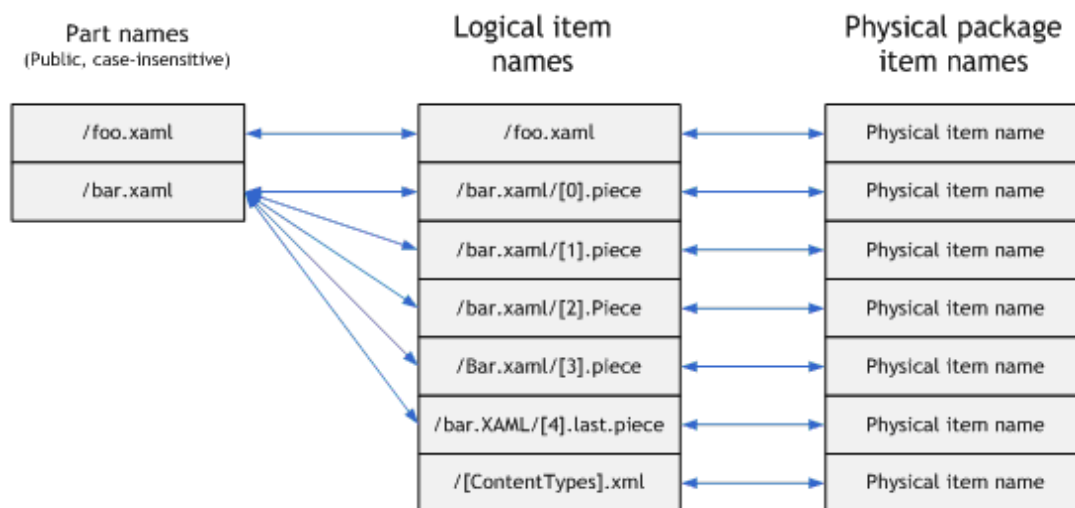 Part names
(Public, case-insensitive)
Logical item
names
Physical package
item names
/foo.xaml
/foo.xaml
Physical item name
/bar.xaml
/bar.xaml/[0].piece
Physical item name
/bar.xaml/[1].piece
Physical item name
/bar.xaml/[2].Piece
Physical item name
/Bar.xaml/[3].piece
Physical item name
/bar.XAML/[4].last.piece
Physical item name
/[ContentTypes].xml
Physical item name